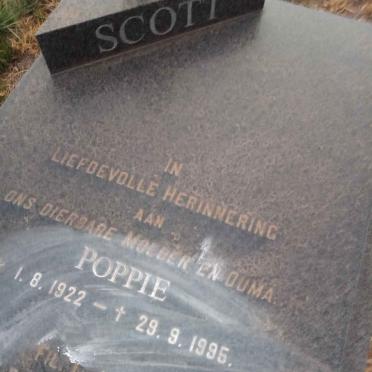 SCOTT
IN
LIEFDEVOLLE HERINNERING
AAN
ONS DIERBARE MOEDER EN OUMA
POPPIE
* 1.8.1922 – † 29.9.1995.